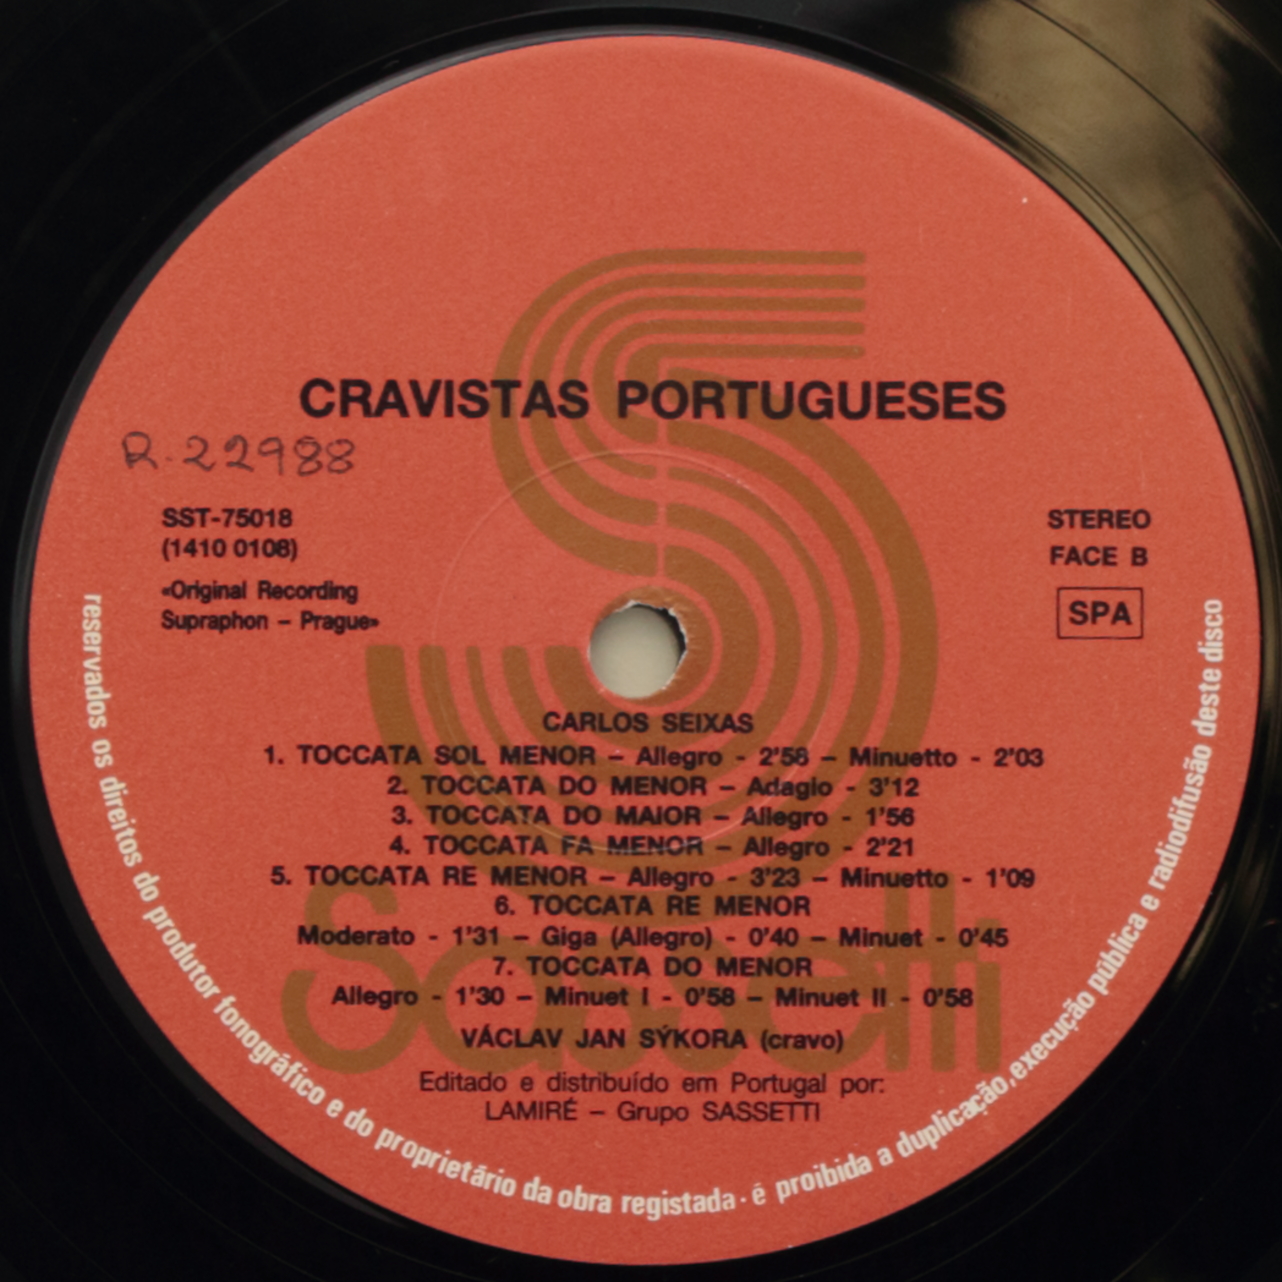 CRAVISTAS PORTUGUESES
R.22988
SST-75018
(1410 0108)
«Original Recording
Supraphon – Prague»
STEREO
FACE B
SPA
CARLOS SEIXAS
1. TOCCATA SOL MENOR – Allegro - 2'58 – Minuetto - 2'03
2. TOCCATA DO MENOR – Adagio - 3'12
3. TOCCATA DO MAIOR – Allegro - 1'56
4. TOCCATA FA MENOR – Allegro - 2'21
5. TOCCATA RE MENOR – Allegro - 3'23 – Minuetto - 1'09
6. TOCCATA RE MENOR
Moderato - 1'31 – Giga (Allegro) - 0'40 – Minuet - 0'45
7. TOCCATA DO MENOR
Allegro - 1'30 – Minuet I - 0'58 – Minuet II - 0'58
VÁCLAV JAN SÝKORA (cravo)
Sassetti
Editado e distribuído em Portugal por:
LAMIRÉ – Grupo SASSETTI
reservados os direitos do produtor fonográfico e do proprietário da obra registada · é proibida a duplicação, execução pública e radiodifusão deste disco